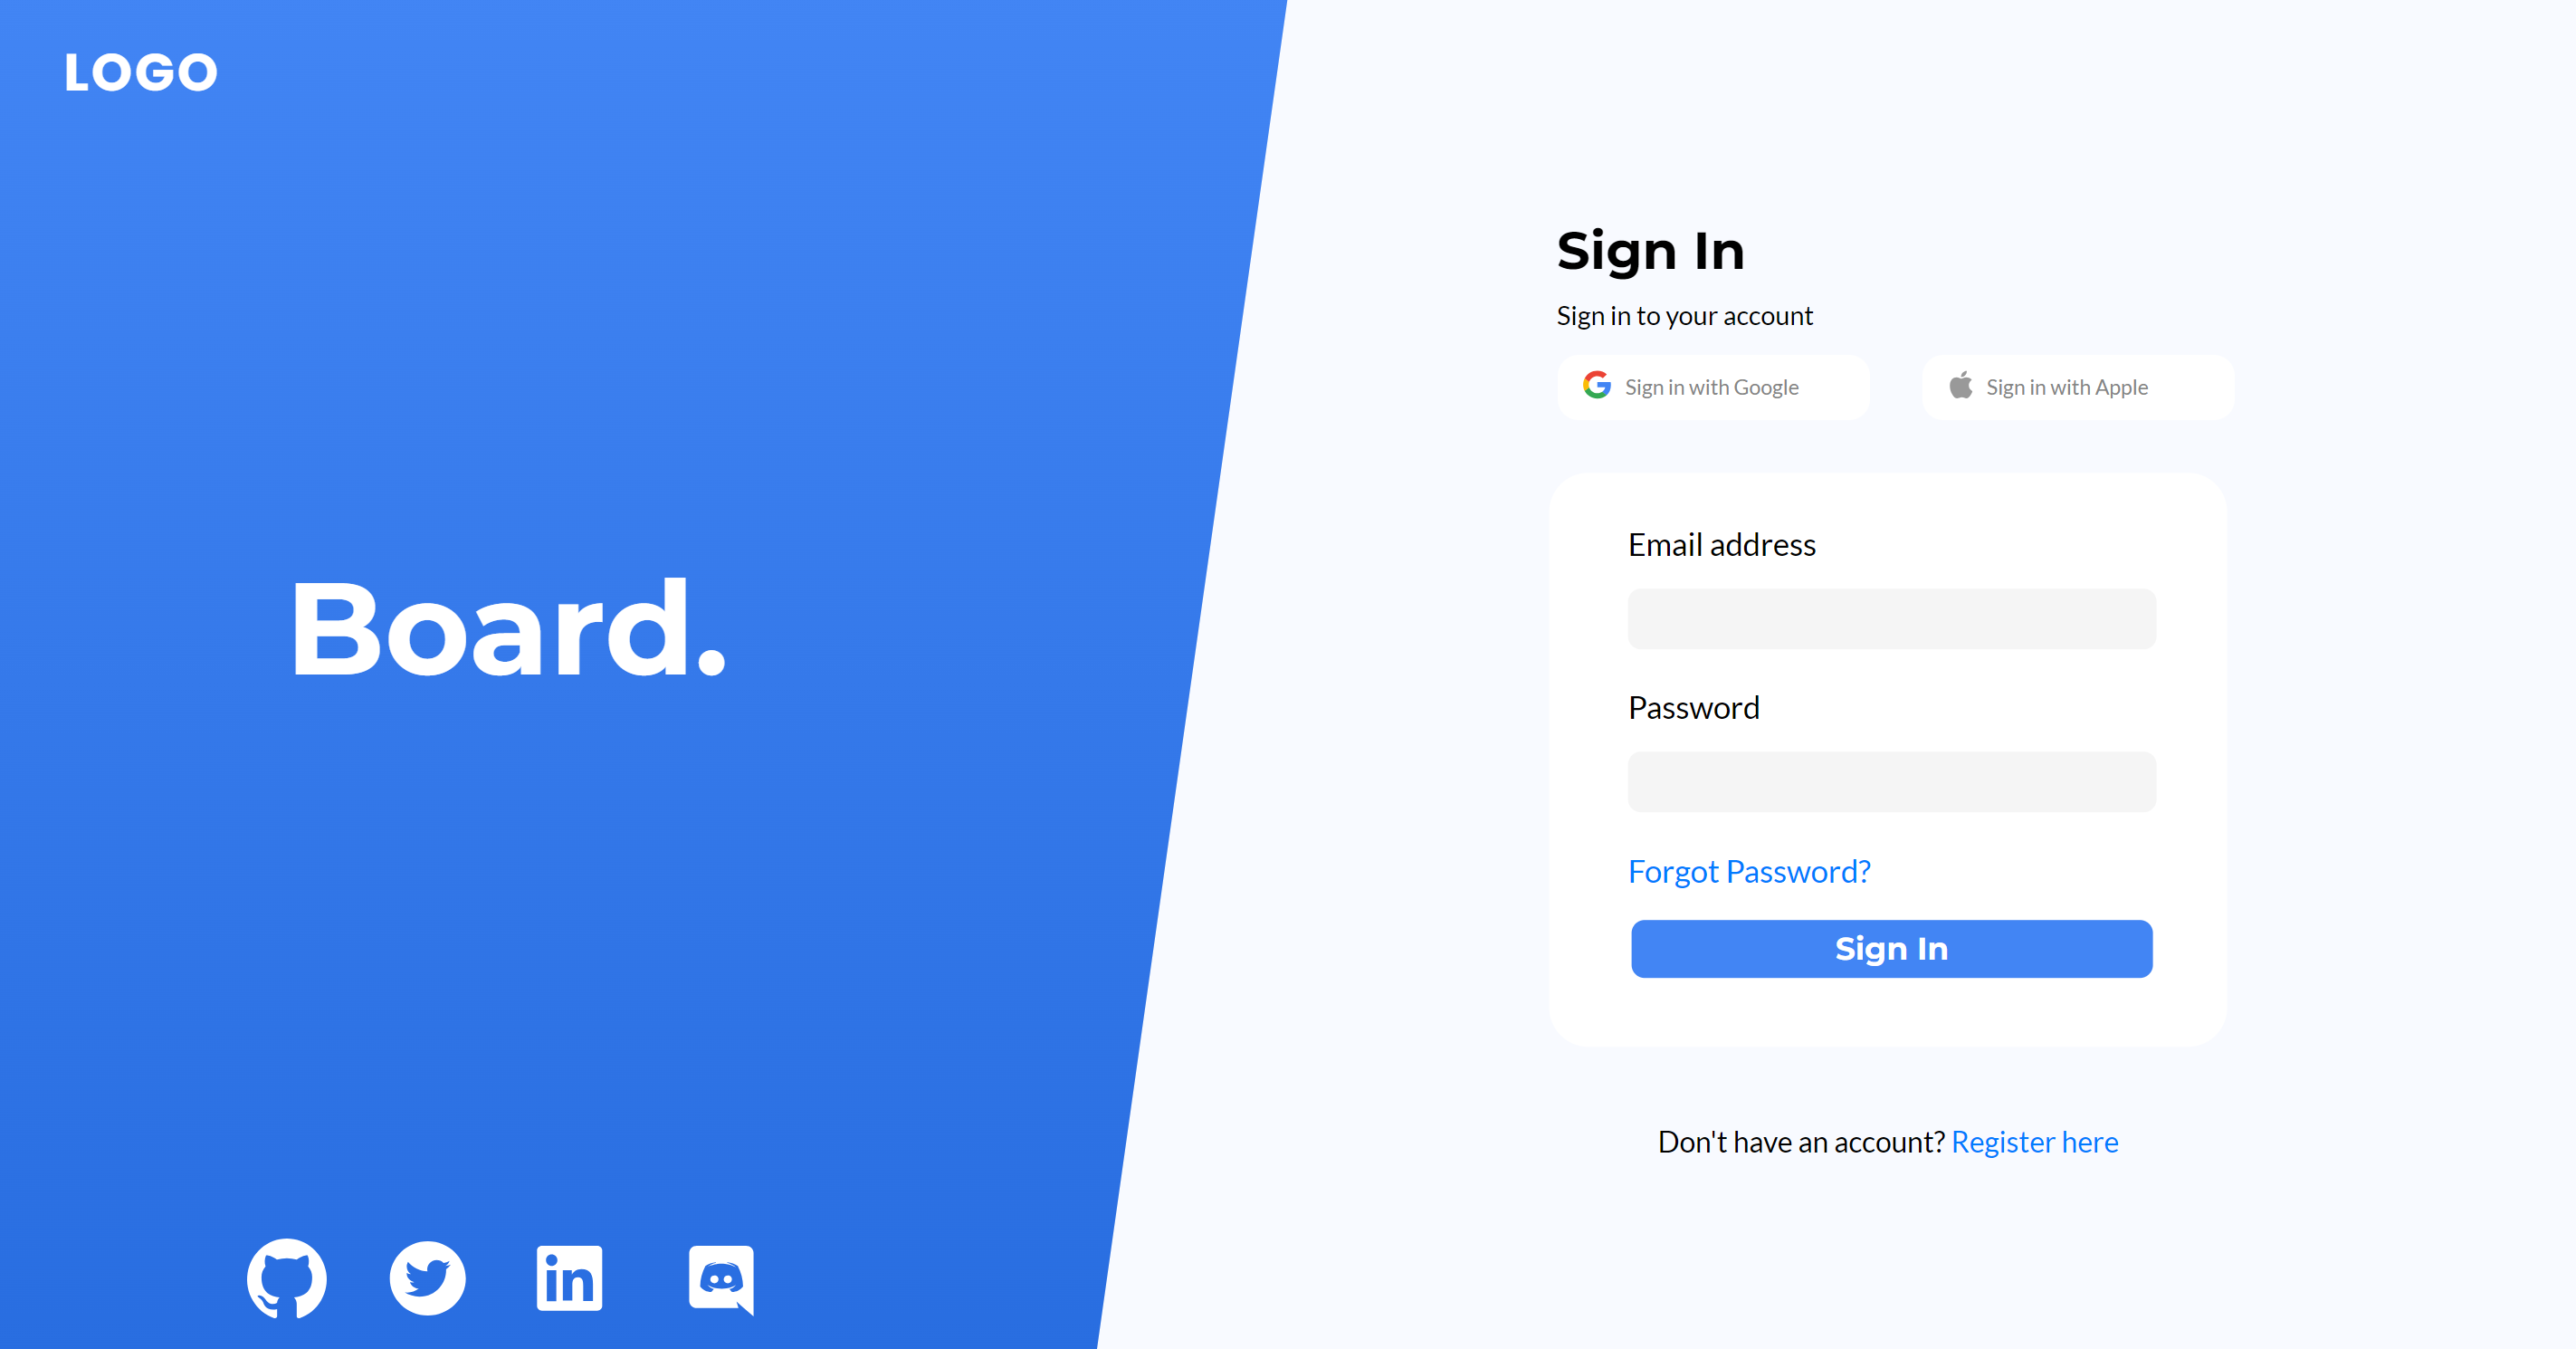 LOGO
Board.
Sign In
Sign in to your account
Sign in with Google
Sign in with Apple
Email address
Password
Forgot Password?
Sign In
Don't have an account? Register here